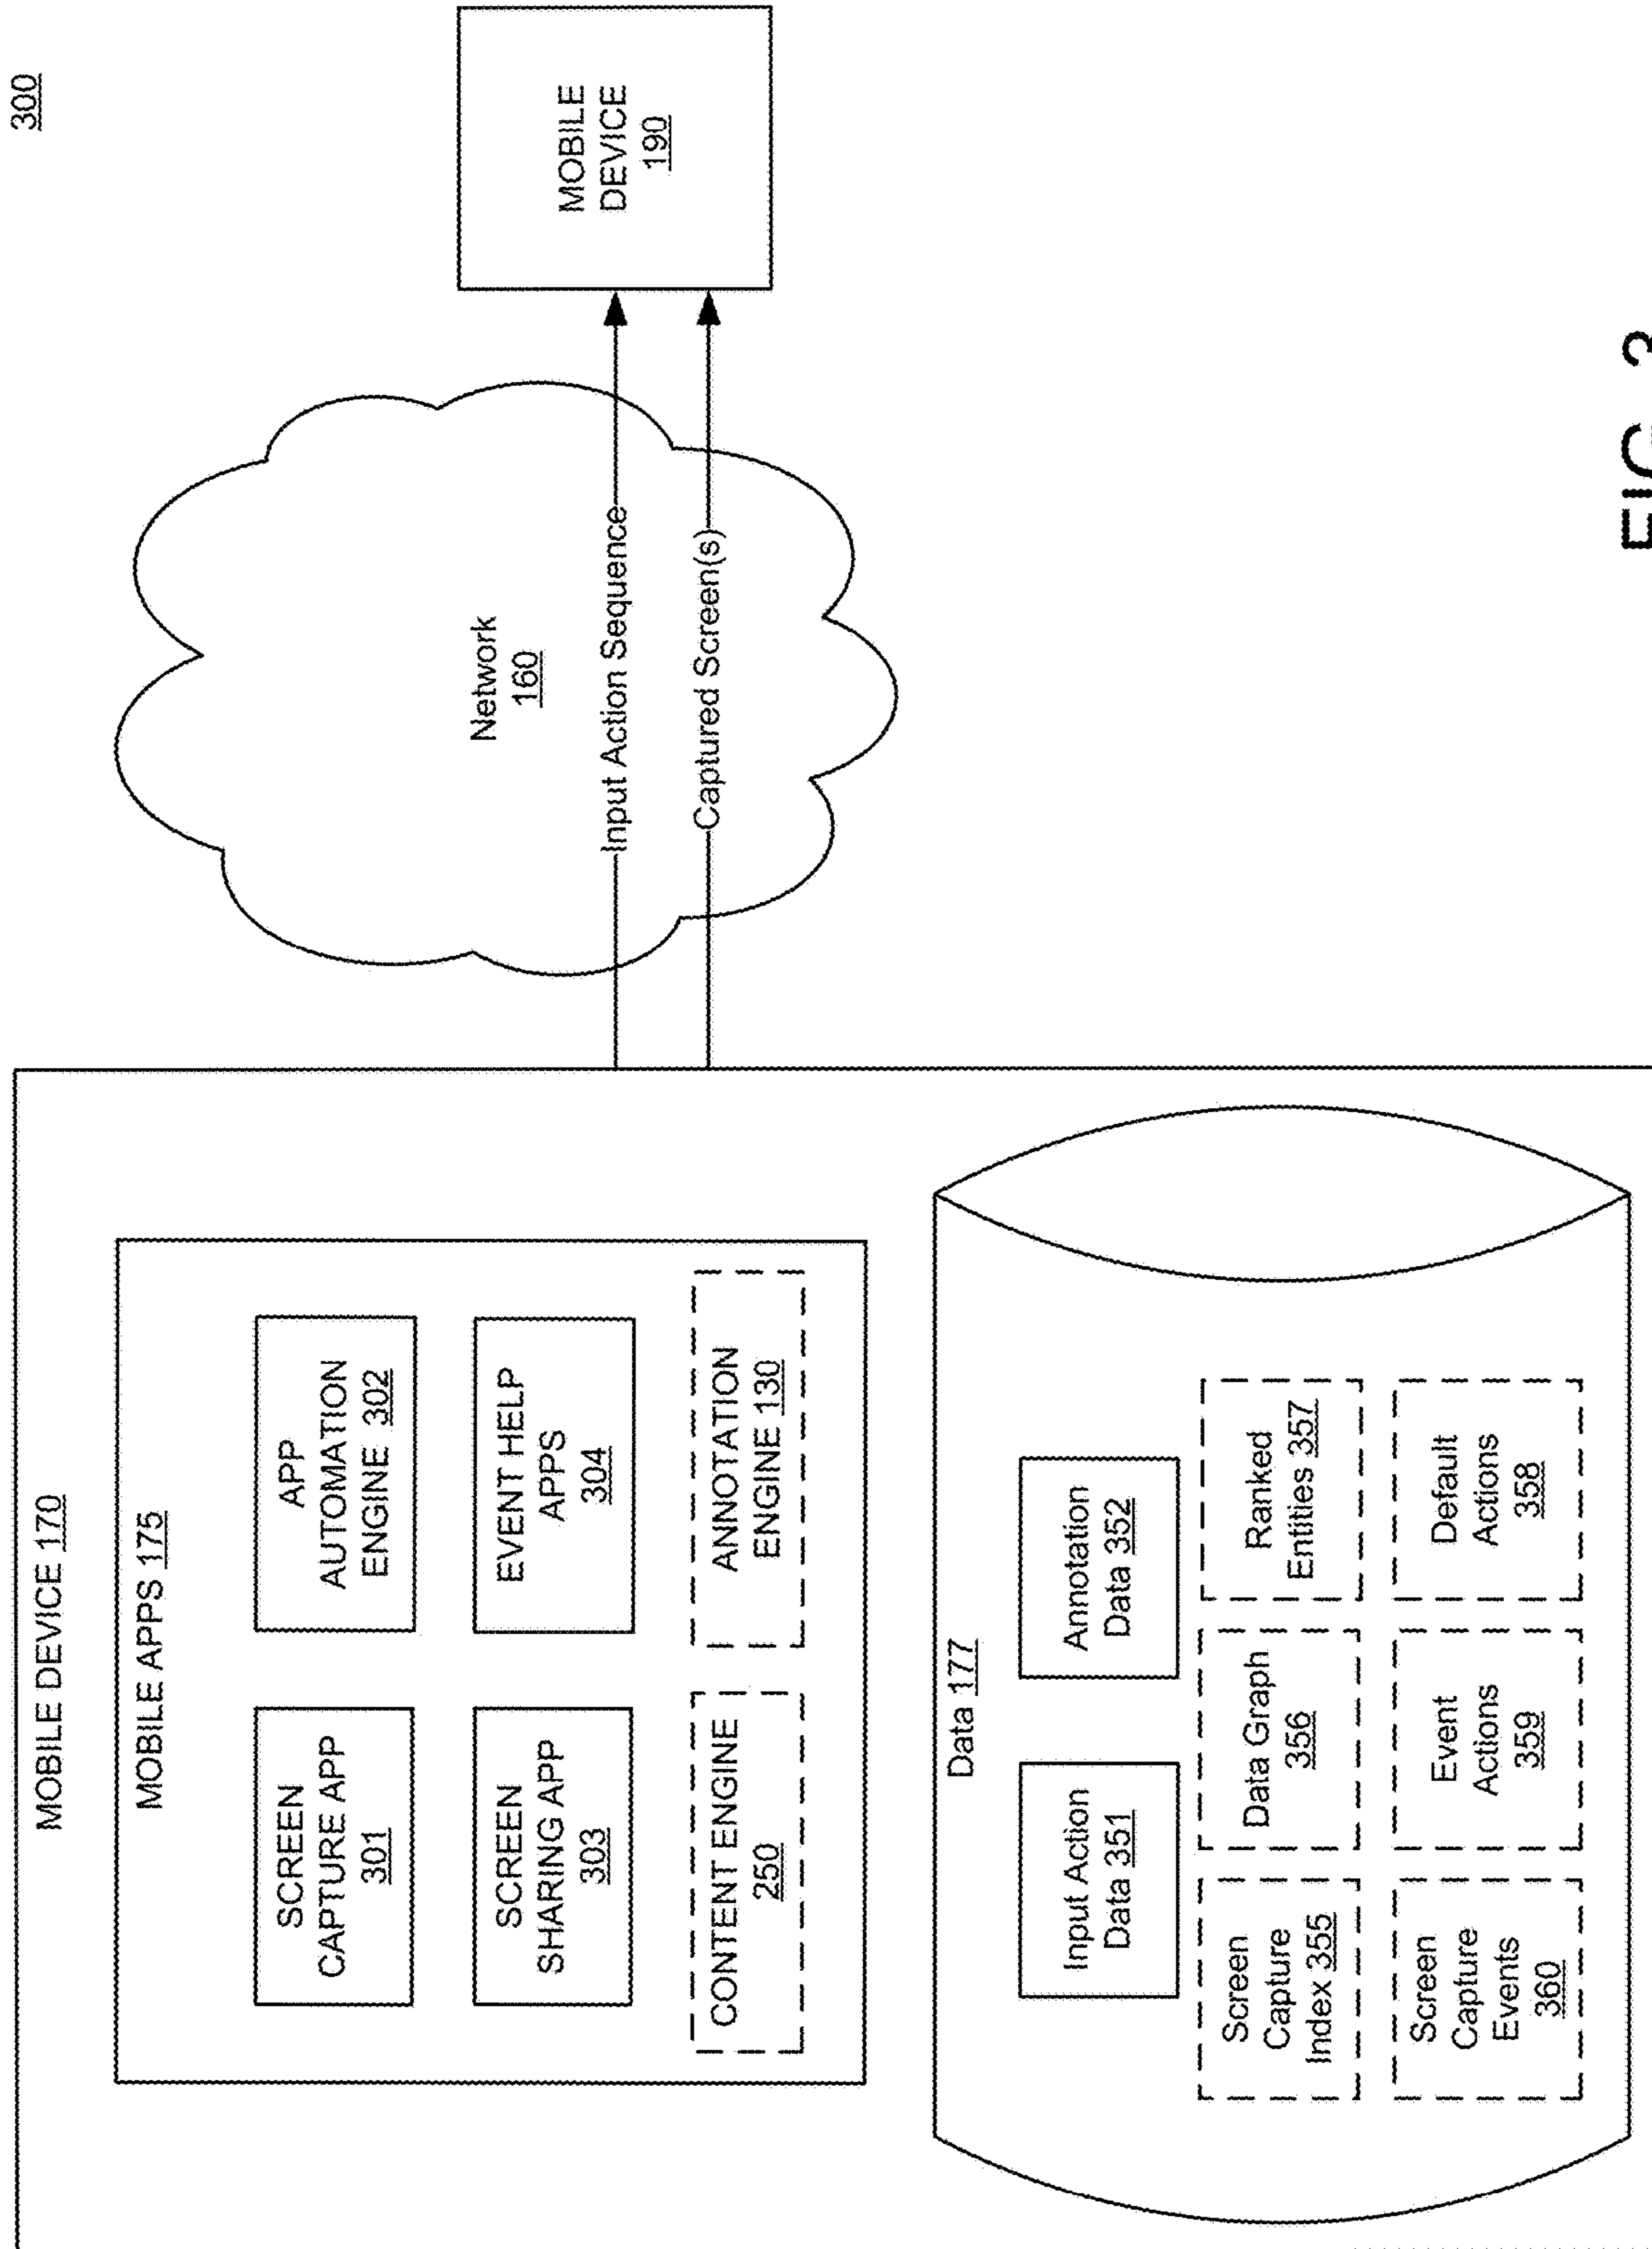 300
MOBILE DEVICE 170
MOBILE APPS 175
SCREEN
CAPTURE APP
301
APP
AUTOMATION
ENGINE 302
SCREEN
SHARING APP
303
EVENT HELP
APPS
304
CONTENT ENGINE
250
ANNOTATION
ENGINE 130
Data 177
Input Action
Data 351
Annotation
Data 352
Screen
Capture
Index 355
Data Graph
356
Ranked
Entities 357
Screen
Capture
Events
360
Event
Actions
359
Default
Actions
358
Network
160
Input Action Sequence
Captured Screen(s)
MOBILE
DEVICE
190
FIG. 3